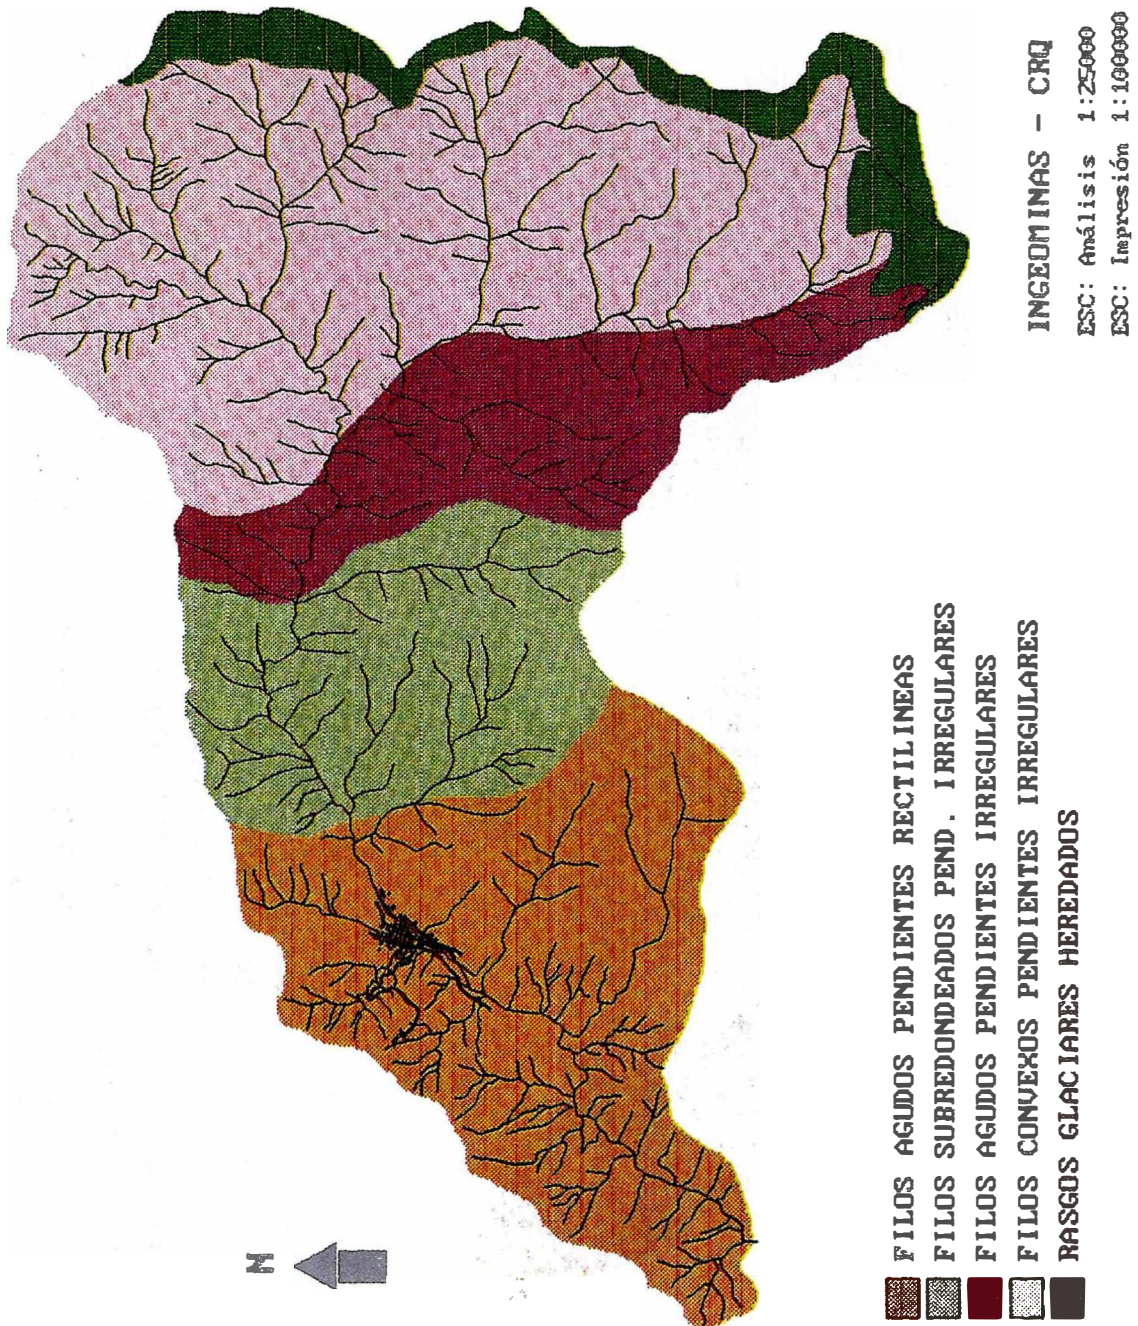 N
FILOS AGUDOS PENDIENTES RECTILINEAS
FILOS SUBREDONDEADOS PEND. IRREGULARES
FILOS AGUDOS PENDIENTES IRREGULARES
FILOS CONVEXOS PENDIENTES IRREGULARES
RASGOS GLACIARES HEREDADOS
INGEOMINAS - CRQ
ESC: Análisis 1:25000
ESC: Impresión 1:100000